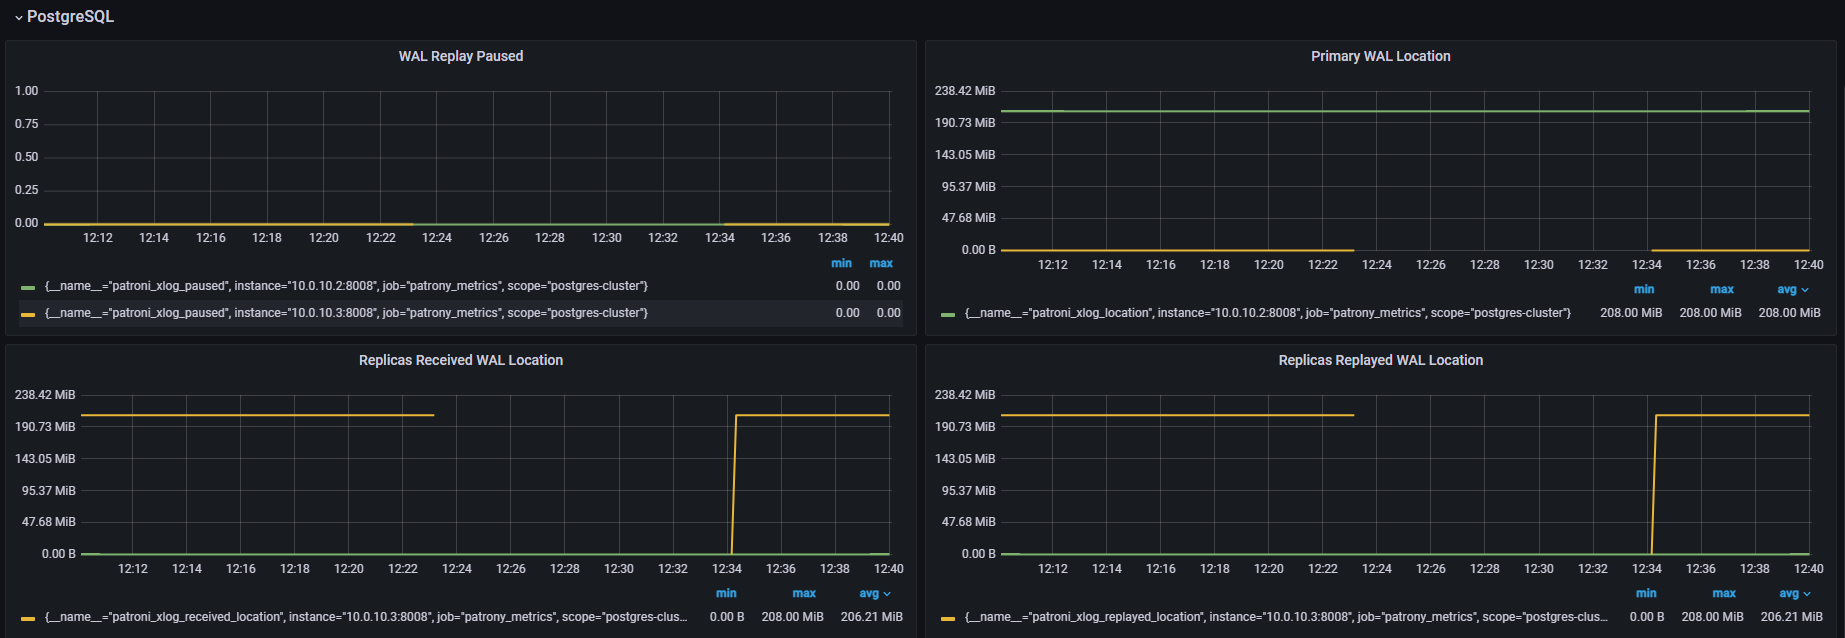 PostgreSQL
WAL Replay Paused
1.00
0.75
0.50
0.25
0.00
12:12 12:14 12:16 12:18 12:20 12:22 12:24 12:26 12:28 12:30 12:32 12:34 12:36 12:38 12:40
min max
{__name__="patroni_xlog_paused", instance="10.0.10.2:8008", job="patrony_metrics", scope="postgres-cluster"} 0.00 0.00
{__name__="patroni_xlog_paused", instance="10.0.10.3:8008", job="patrony_metrics", scope="postgres-cluster"} 0.00 0.00
Primary WAL Location
238.42 MiB
190.73 MiB
143.05 MiB
95.37 MiB
47.68 MiB
0.00 B
12:12 12:14 12:16 12:18 12:20 12:22 12:24 12:26 12:28 12:30 12:32 12:34 12:36 12:38 12:40
min max avg
{__name__="patroni_xlog_location", instance="10.0.10.2:8008", job="patrony_metrics", scope="postgres-cluster"} 208.00 MiB 208.00 MiB 208.00 MiB
Replicas Received WAL Location
238.42 MiB
190.73 MiB
143.05 MiB
95.37 MiB
47.68 MiB
0.00 B
12:12 12:14 12:16 12:18 12:20 12:22 12:24 12:26 12:28 12:30 12:32 12:34 12:36 12:38 12:40
min max avg
{__name__="patroni_xlog_received_location", instance="10.0.10.3:8008", job="patrony_metrics", scope="postgres-clus... 0.00 B 208.00 MiB 206.21 MiB
Replicas Replayed WAL Location
238.42 MiB
190.73 MiB
143.05 MiB
95.37 MiB
47.68 MiB
0.00 B
12:12 12:14 12:16 12:18 12:20 12:22 12:24 12:26 12:28 12:30 12:32 12:34 12:36 12:38 12:40
min max avg
{__name__="patroni_xlog_replayed_location", instance="10.0.10.3:8008", job="patrony_metrics", scope="postgres-clus... 0.00 B 208.00 MiB 206.21 MiB